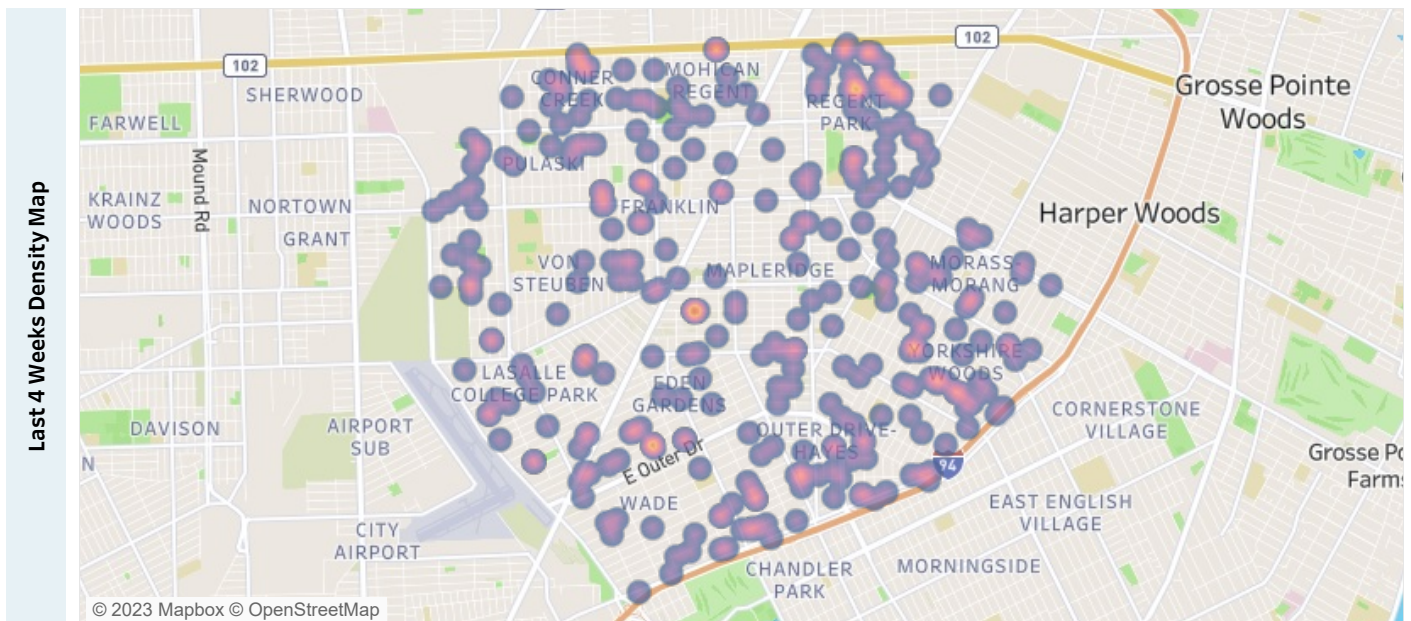 Last 4 Weeks Density Map
102
102
SHERWOOD
CONNER
CREEK
MOHICAN
REGENT
REGENT
PARK
Grosse Pointe
Woods
FARWELL
Mound Rd
PULASKI
KRAINZ
WOODS
NORTOWN
FRANKLIN
Harper Woods
GRANT
VON
STEUBEN
MAPLERIDGE
MORASS-
MORANG
YORKSHIRE
WOODS
LASALLE
COLLEGE PARK
EDEN
GARDENS
CORNERSTONE
VILLAGE
DAVISON
AIRPORT
SUB
OUTER DRIVE-
HAYES
N
E Outer Dr
94
Grosse Po
Farms
WADE
EAST ENGLISH
VILLAGE
CITY
AIRPORT
CHANDLER
PARK
MORNINGSIDE
© 2023 Mapbox © OpenStreetMap